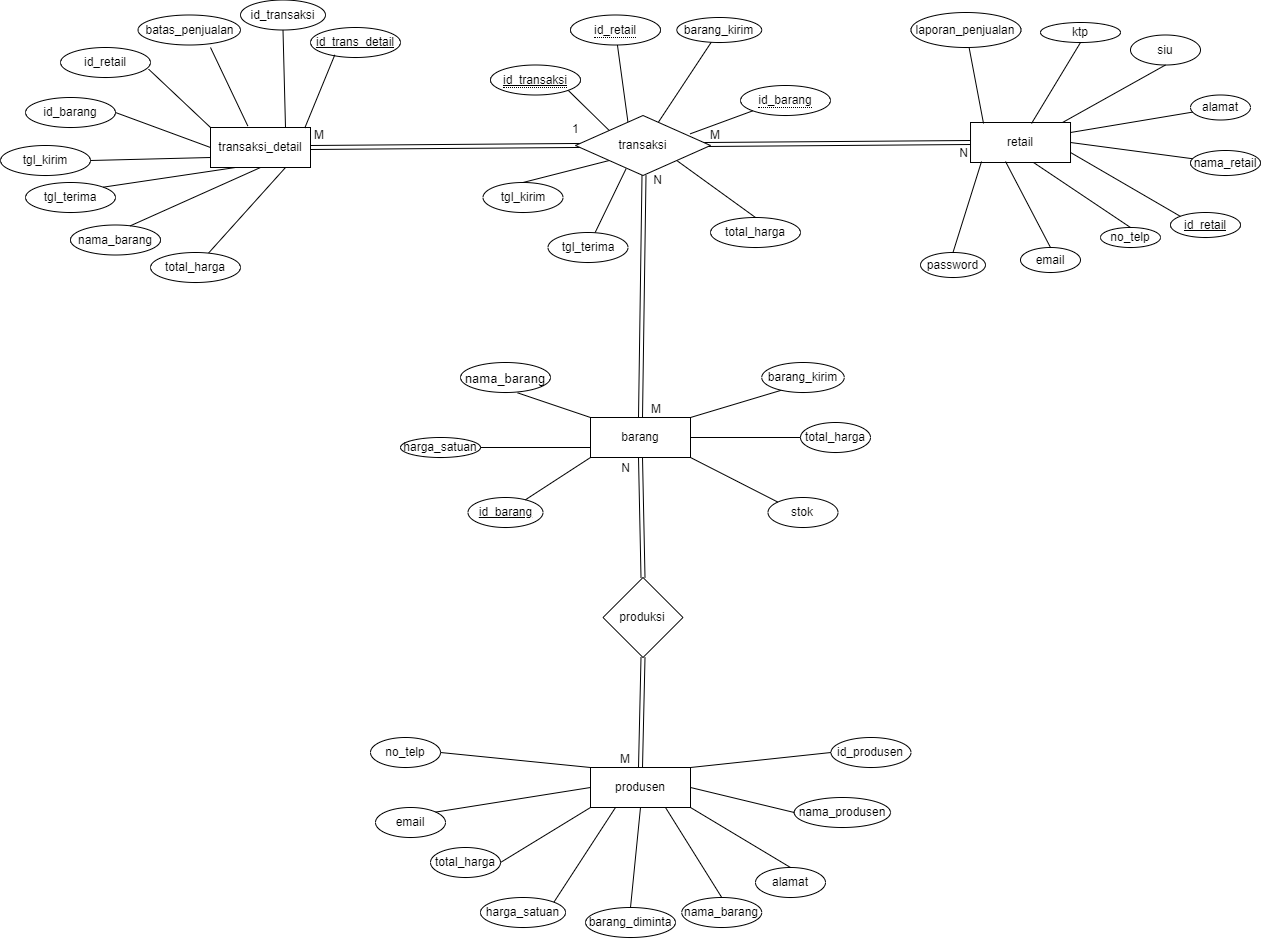 id_transaksi
batas_penjualan
id_trans_detail
id_retail
id_barang
tgl_kirim
tgl_terima
nama_barang
total_harga
transaksi_detail
M
1
id_retail
barang_kirim
id_transaksi
id_barang
transaksi
M
N
N
tgl_kirim
tgl_terima
total_harga
laporan_penjualan
ktp
siu
alamat
retail
nama_retail
id_retail
no_telp
email
password
nama_barang
barang_kirim
M
harga_satuan
barang
total_harga
N
id_barang
stok
produksi
M
no_telp
id_produsen
produsen
email
nama_produsen
total_harga
alamat
harga_satuan
barang_diminta
nama_barang